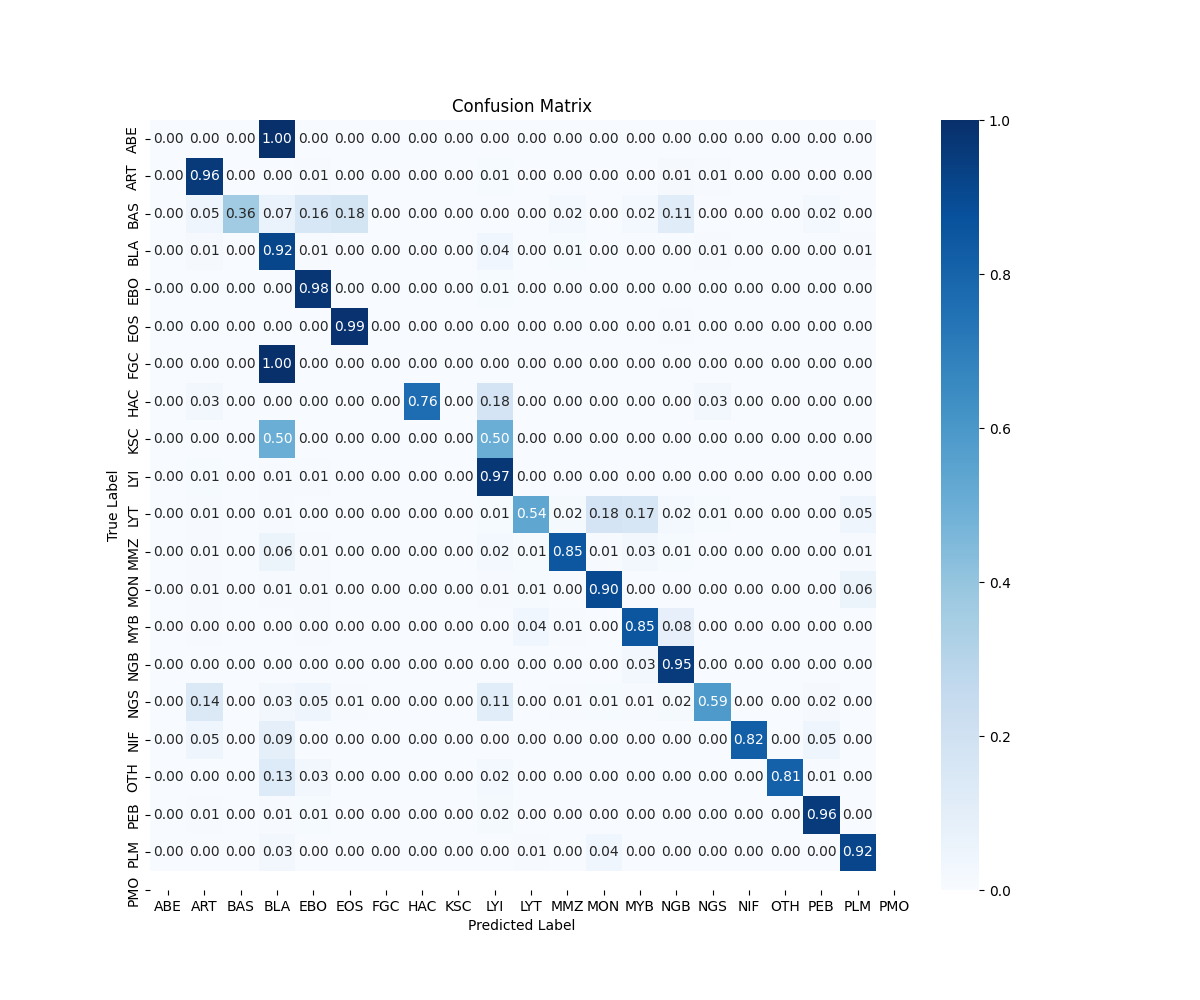 Confusion Matrix
ABE 0.00 0.00 0.00 1.00 0.00 0.00 0.00 0.00 0.00 0.00 0.00 0.00 0.00 0.00 0.00 0.00 0.00 0.00 0.00 0.00
ART 0.00 0.96 0.00 0.00 0.01 0.00 0.00 0.00 0.00 0.01 0.00 0.00 0.00 0.00 0.01 0.01 0.00 0.00 0.00 0.00
BAS 0.00 0.05 0.36 0.07 0.16 0.18 0.00 0.00 0.00 0.00 0.00 0.02 0.00 0.02 0.11 0.00 0.00 0.00 0.02 0.00
BLA 0.00 0.01 0.00 0.92 0.01 0.00 0.00 0.00 0.00 0.04 0.00 0.01 0.00 0.00 0.00 0.01 0.00 0.00 0.00 0.01
EBO 0.00 0.00 0.00 0.00 0.98 0.00 0.00 0.00 0.00 0.01 0.00 0.00 0.00 0.00 0.00 0.00 0.00 0.00 0.00 0.00
EOS 0.00 0.00 0.00 0.00 0.00 0.99 0.00 0.00 0.00 0.00 0.00 0.00 0.00 0.00 0.01 0.00 0.00 0.00 0.00 0.00
FGC 0.00 0.00 0.00 1.00 0.00 0.00 0.00 0.00 0.00 0.00 0.00 0.00 0.00 0.00 0.00 0.00 0.00 0.00 0.00 0.00
HAC 0.00 0.03 0.00 0.00 0.00 0.00 0.00 0.76 0.00 0.18 0.00 0.00 0.00 0.00 0.00 0.03 0.00 0.00 0.00 0.00
KSC 0.00 0.00 0.00 0.50 0.00 0.00 0.00 0.00 0.00 0.50 0.00 0.00 0.00 0.00 0.00 0.00 0.00 0.00 0.00 0.00
LYI 0.00 0.01 0.00 0.01 0.01 0.00 0.00 0.00 0.00 0.97 0.00 0.00 0.00 0.00 0.00 0.00 0.00 0.00 0.00 0.00
LYT 0.00 0.01 0.00 0.01 0.00 0.00 0.00 0.00 0.00 0.01 0.54 0.02 0.18 0.17 0.02 0.01 0.00 0.00 0.00 0.05
MMZ 0.00 0.01 0.00 0.06 0.01 0.00 0.00 0.00 0.00 0.02 0.01 0.85 0.01 0.03 0.01 0.00 0.00 0.00 0.00 0.01
MON 0.00 0.01 0.00 0.01 0.01 0.00 0.00 0.00 0.00 0.01 0.01 0.00 0.90 0.00 0.00 0.00 0.00 0.00 0.00 0.06
MYB 0.00 0.00 0.00 0.00 0.00 0.00 0.00 0.00 0.00 0.00 0.04 0.01 0.00 0.85 0.08 0.00 0.00 0.00 0.00 0.00
NGB 0.00 0.00 0.00 0.00 0.00 0.00 0.00 0.00 0.00 0.00 0.00 0.00 0.00 0.03 0.95 0.00 0.00 0.00 0.00 0.00
NGS 0.00 0.14 0.00 0.03 0.05 0.01 0.00 0.00 0.00 0.11 0.00 0.01 0.01 0.01 0.02 0.59 0.00 0.00 0.02 0.00
NIF 0.00 0.05 0.00 0.09 0.00 0.00 0.00 0.00 0.00 0.00 0.00 0.00 0.00 0.00 0.00 0.00 0.82 0.00 0.05 0.00
OTH 0.00 0.00 0.00 0.13 0.03 0.00 0.00 0.00 0.00 0.02 0.00 0.00 0.00 0.00 0.00 0.00 0.00 0.81 0.01 0.00
PEB 0.00 0.01 0.00 0.01 0.01 0.00 0.00 0.00 0.00 0.02 0.00 0.00 0.00 0.00 0.00 0.00 0.00 0.00 0.96 0.00
PLM 0.00 0.00 0.00 0.03 0.00 0.00 0.00 0.00 0.00 0.00 0.01 0.00 0.04 0.00 0.00 0.00 0.00 0.00 0.00 0.92
PMO
ABE ART BAS BLA EBO EOS FGC HAC KSC LYI LYT MMZ MON MYB NGB NGS NIF OTH PEB PLM PMO
Predicted Label
True Label
1.0
0.8
0.6
0.4
0.2
0.0